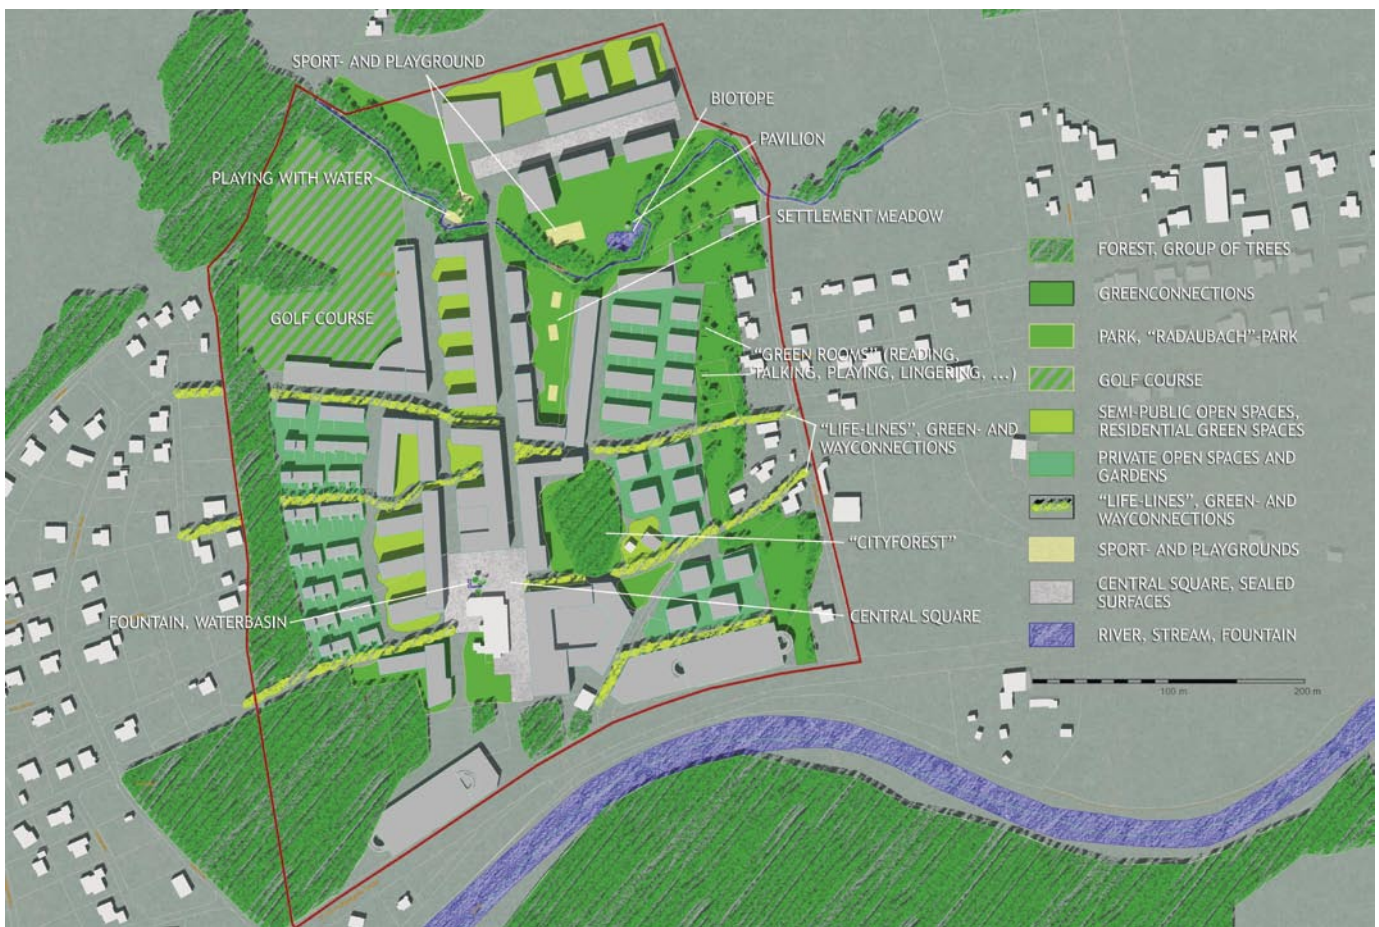 SPORT- AND PLAYGROUND
BIOTOPE
PAVILION
PLAYING WITH WATER
SETTLEMENT MEADOW
GOLF COURSE
"GREEN ROOMS" (READING,
TALKING, PLAYING, LINGERING, ...)
"LIFE-LINES", GREEN- AND
WAYCONNECTIONS
"CITYFOREST"
FOUNTAIN, WATERBASIN
CENTRAL SQUARE
FOREST, GROUP OF TREES
GREENCONNECTIONS
PARK, "RADAUBACH"-PARK
GOLF COURSE
SEMI-PUBLIC OPEN SPACES,
RESIDENTIAL GREEN SPACES
PRIVATE OPEN SPACES AND
GARDENS
"LIFE-LINES", GREEN- AND
WAYCONNECTIONS
SPORT- AND PLAYGROUNDS
CENTRAL SQUARE, SEALED
SURFACES
RIVER, STREAM, FOUNTAIN
100 m 200 m